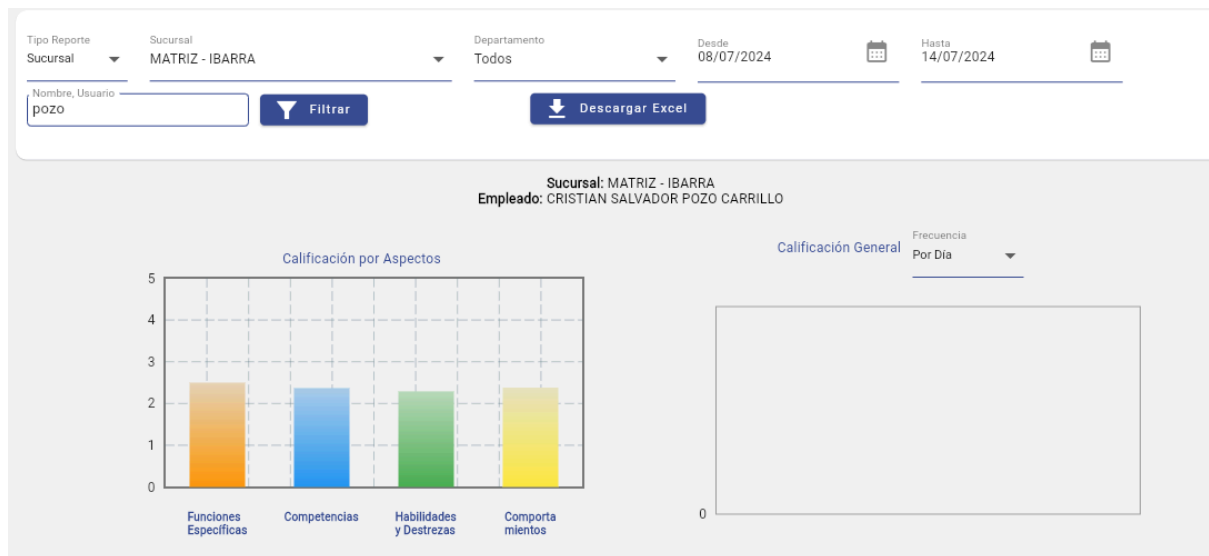 Tipo Reporte
Sucursal
Sucursal
MATRIZ - IBARRA
Departamento
Todos
Desde
08/07/2024
Hasta
14/07/2024
Nombre, Usuario
pozo
Filtrar
Descargar Excel
Sucursal: MATRIZ - IBARRA
Empleado: CRISTIAN SALVADOR POZO CARRILLO
Calificación por Aspectos
5
4
3
2
1
0
Funciones
Específicas
Competencias
Habilidades
y Destrezas
Comporta
mientos
Calificación General
Frecuencia
Por Día
0